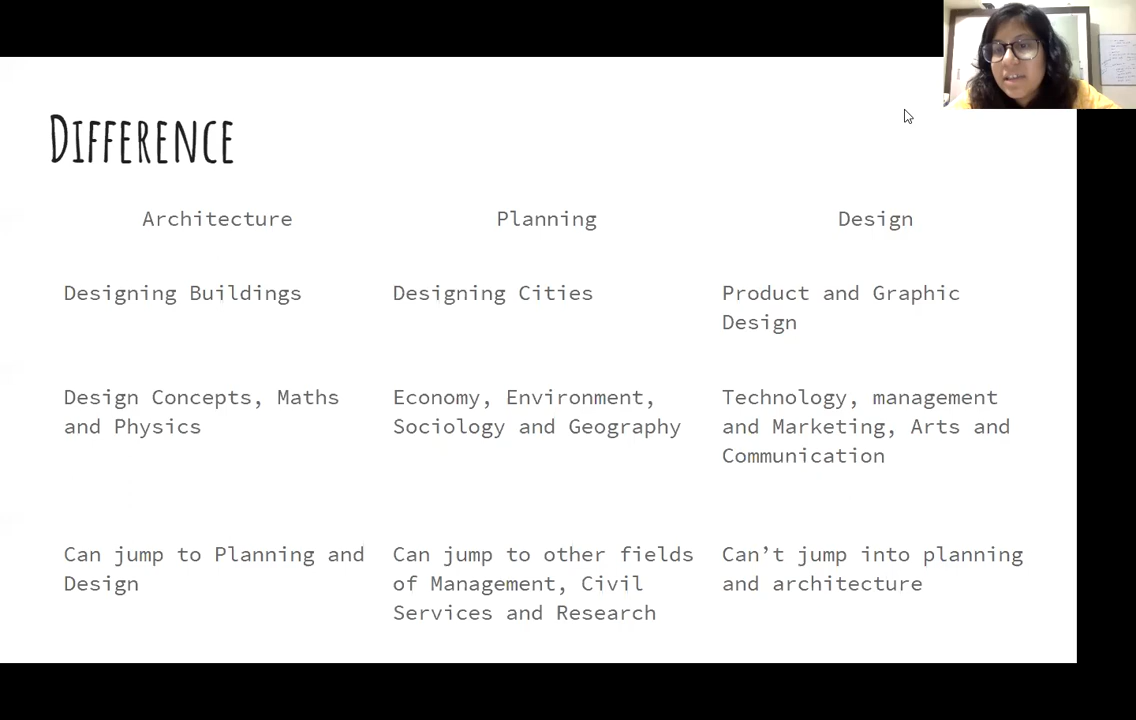 Difference
Architecture
Planning
Design
Designing Buildings
Designing Cities
Product and Graphic
Design
Design Concepts, Maths
and Physics
Economy, Environment,
Sociology and Geography
Technology, management
and Marketing, Arts and
Communication
Can jump to Planning and
Design
Can jump to other fields
of Management, Civil
Services and Research
Can’t jump into planning
and architecture